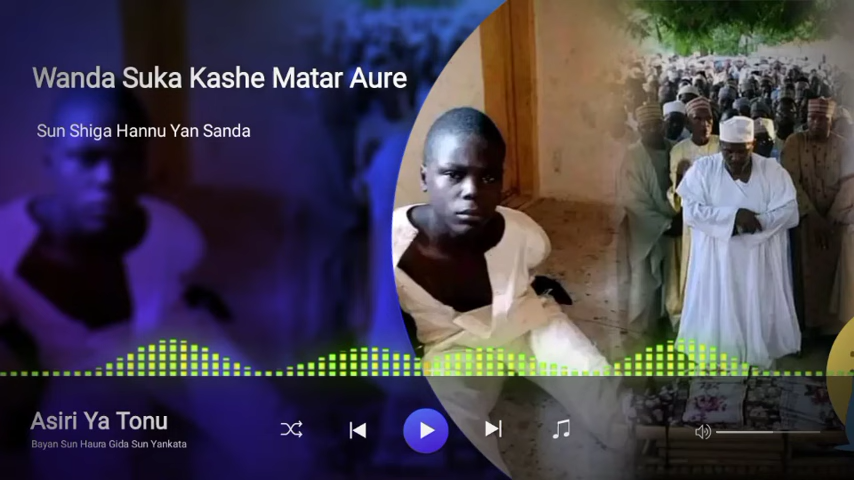 Wanda Suka Kashe Matar Aure
Sun Shiga Hannu Yan Sanda
Asiri Ya Tonu
Bayan Sun Haura Gida Sun Yankata